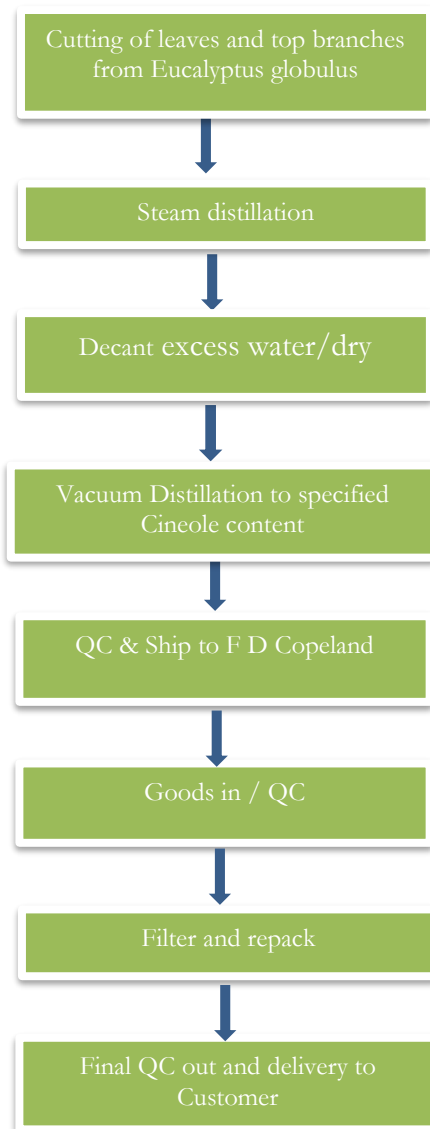 Cutting of leaves and top branches
from Eucalyptus globulus
Steam distillation
Decant excess water/dry
Vacuum Distillation to specified
Cineole content
QC & Ship to F D Copeland
Goods in / QC
Filter and repack
Final QC out and delivery to
Customer